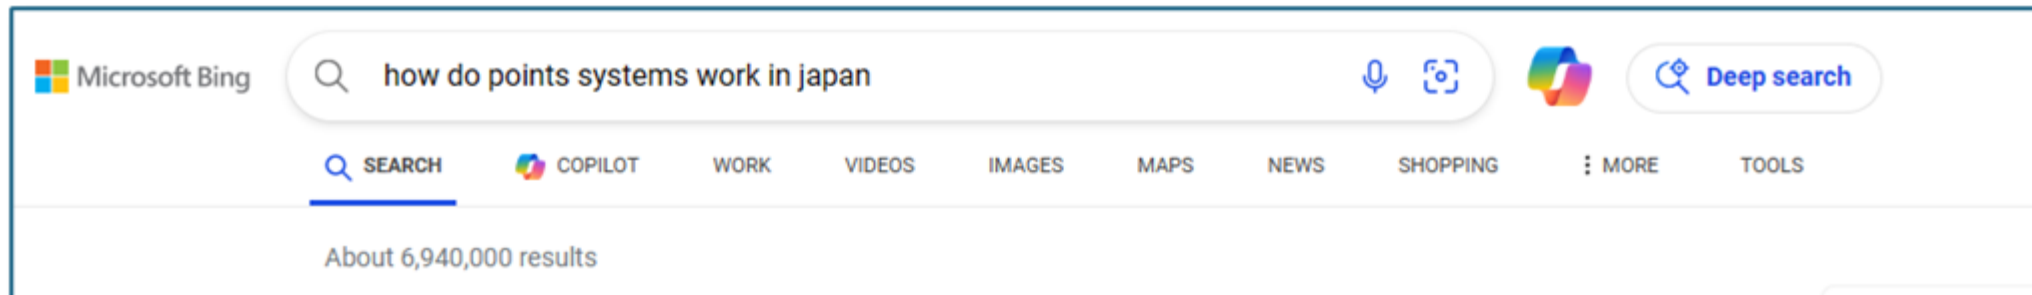 Microsoft Bing how do points systems work in japan Deep search
SEARCH COPILOT WORK VIDEOS IMAGES MAPS NEWS SHOPPING MORE TOOLS
About 6,940,000 results